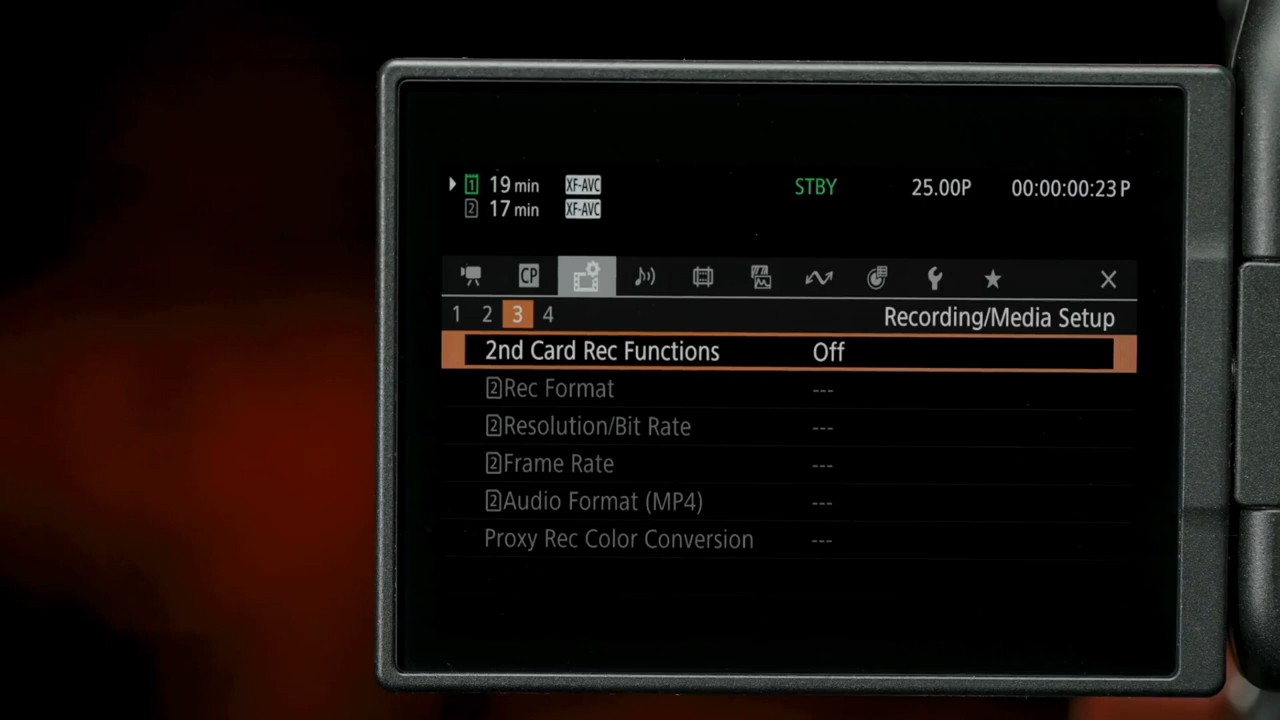 1 19 min XF-AVC STBY 25.00P 00:00:00:23 P
2 17 min XF-AVC
CP
1 2 3 4 Recording/Media Setup
2nd Card Rec Functions Off
2 Rec Format ---
2 Resolution/Bit Rate ---
2 Frame Rate ---
2 Audio Format (MP4) ---
Proxy Rec Color Conversion ---